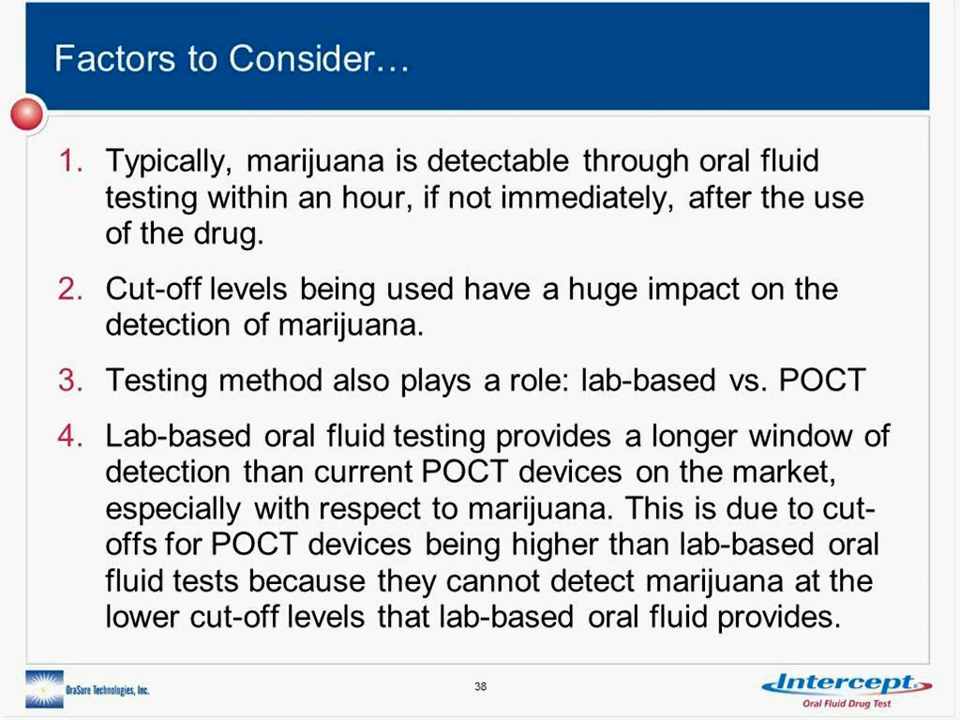 Factors to Consider…
1. Typically, marijuana is detectable through oral fluid
testing within an hour, if not immediately, after the use
of the drug.
2. Cut-off levels being used have a huge impact on the
detection of marijuana.
3. Testing method also plays a role: lab-based vs. POCT
4. Lab-based oral fluid testing provides a longer window of
detection than current POCT devices on the market,
especially with respect to marijuana. This is due to cut-
offs for POCT devices being higher than lab-based oral
fluid tests because they cannot detect marijuana at the
lower cut-off levels that lab-based oral fluid provides.
OraSure Technologies, Inc.
38
Intercept
Oral Fluid Drug Test